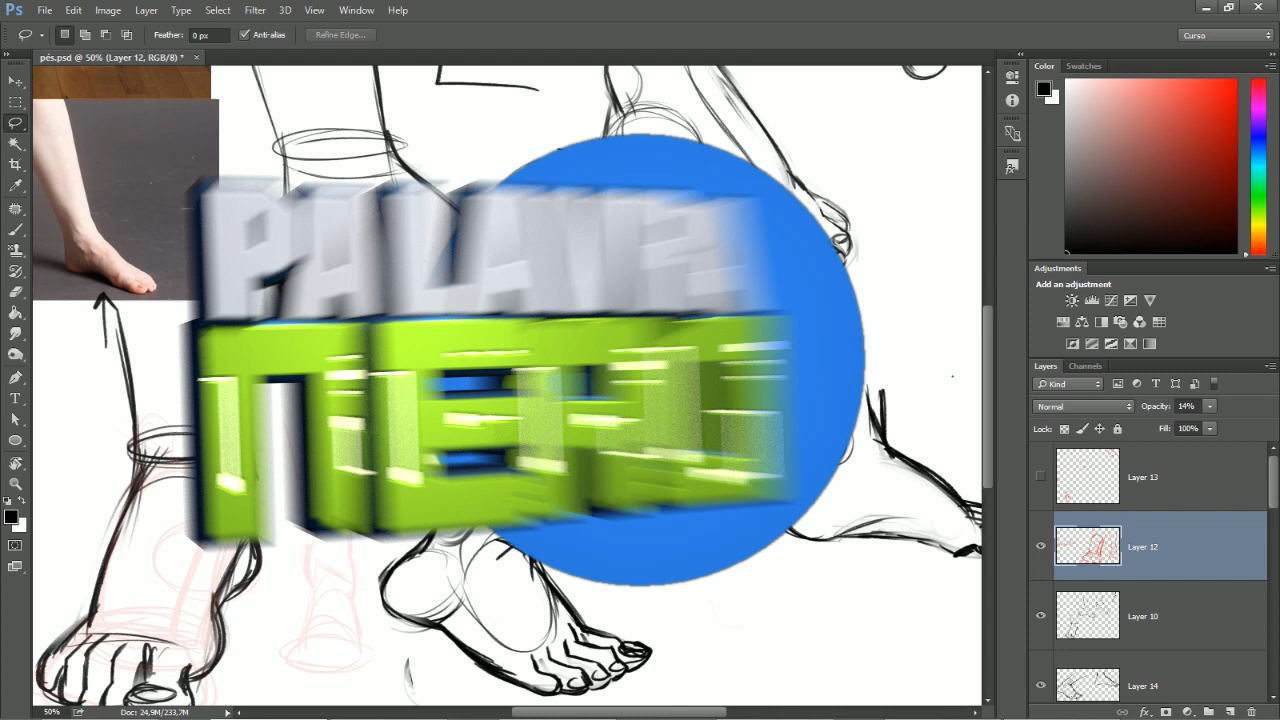 Ps File Edit Image Layer Type Select Filter 3D View Window Help
Feather: 0 px Anti-alias Refine Edge... Curso
pés.psd @ 50% (Layer 12, RGB/8) * ×
Color Swatches
Adjustments
Add an adjustment
Layers Channels
Kind
Normal Opacity: 14%
Lock: Fill: 100%
Layer 13
Layer 12
Layer 10
Layer 14
50% Doc: 24,9M/233,7M